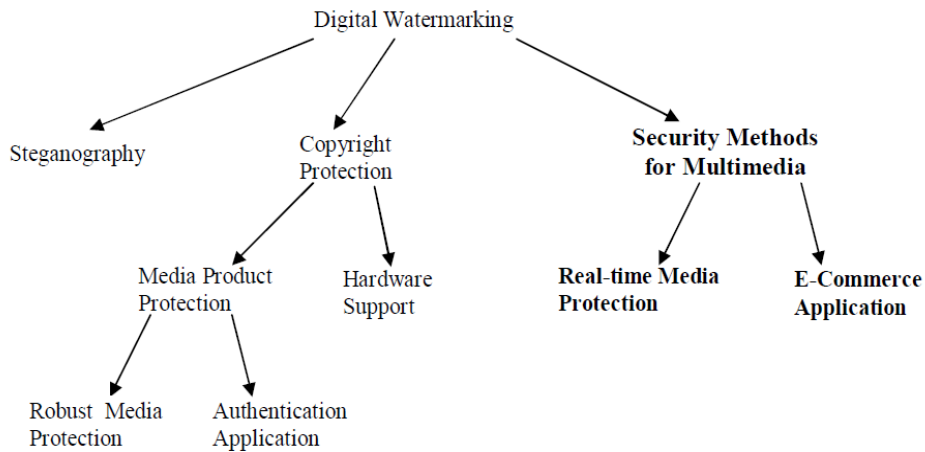 Digital Watermarking
Steganography
Copyright
Protection
Security Methods
for Multimedia
Media Product
Protection
Hardware
Support
Real-time Media
Protection
E-Commerce
Application
Robust Media
Protection
Authentication
Application